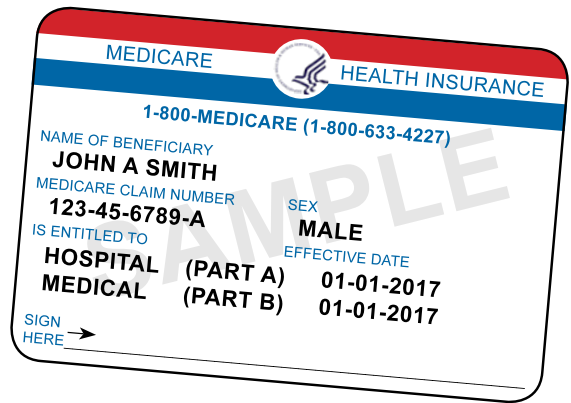 MEDICARE HEALTH INSURANCE
1-800-MEDICARE (1-800-633-4227)
NAME OF BENEFICIARY
JOHN A SMITH
MEDICARE CLAIM NUMBER SEX
123-45-6789-A MALE
IS ENTITLED TO EFFECTIVE DATE
HOSPITAL (PART A) 01-01-2017
MEDICAL (PART B) 01-01-2017
SIGN
HERE
SAMPLE